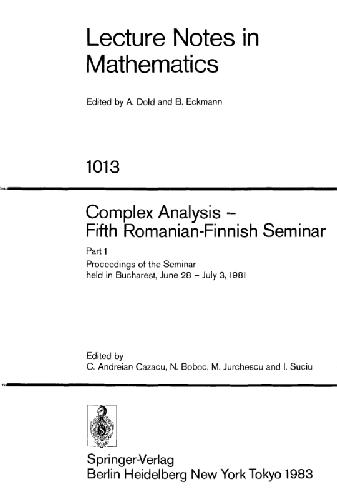 Lecture Notes in
Mathematics
Edited by A. Dold and B. Eckmann
1013
Complex Analysis –
Fifth Romanian-Finnish Seminar
Part 1
Proceedings of the Seminar
held in Bucharest, June 28 – July 3, 1981
Edited by
C. Andreian Cazacu, N. Boboc, M. Jurchescu and I. Suciu
Springer-Verlag
Berlin Heidelberg New York Tokyo 1983